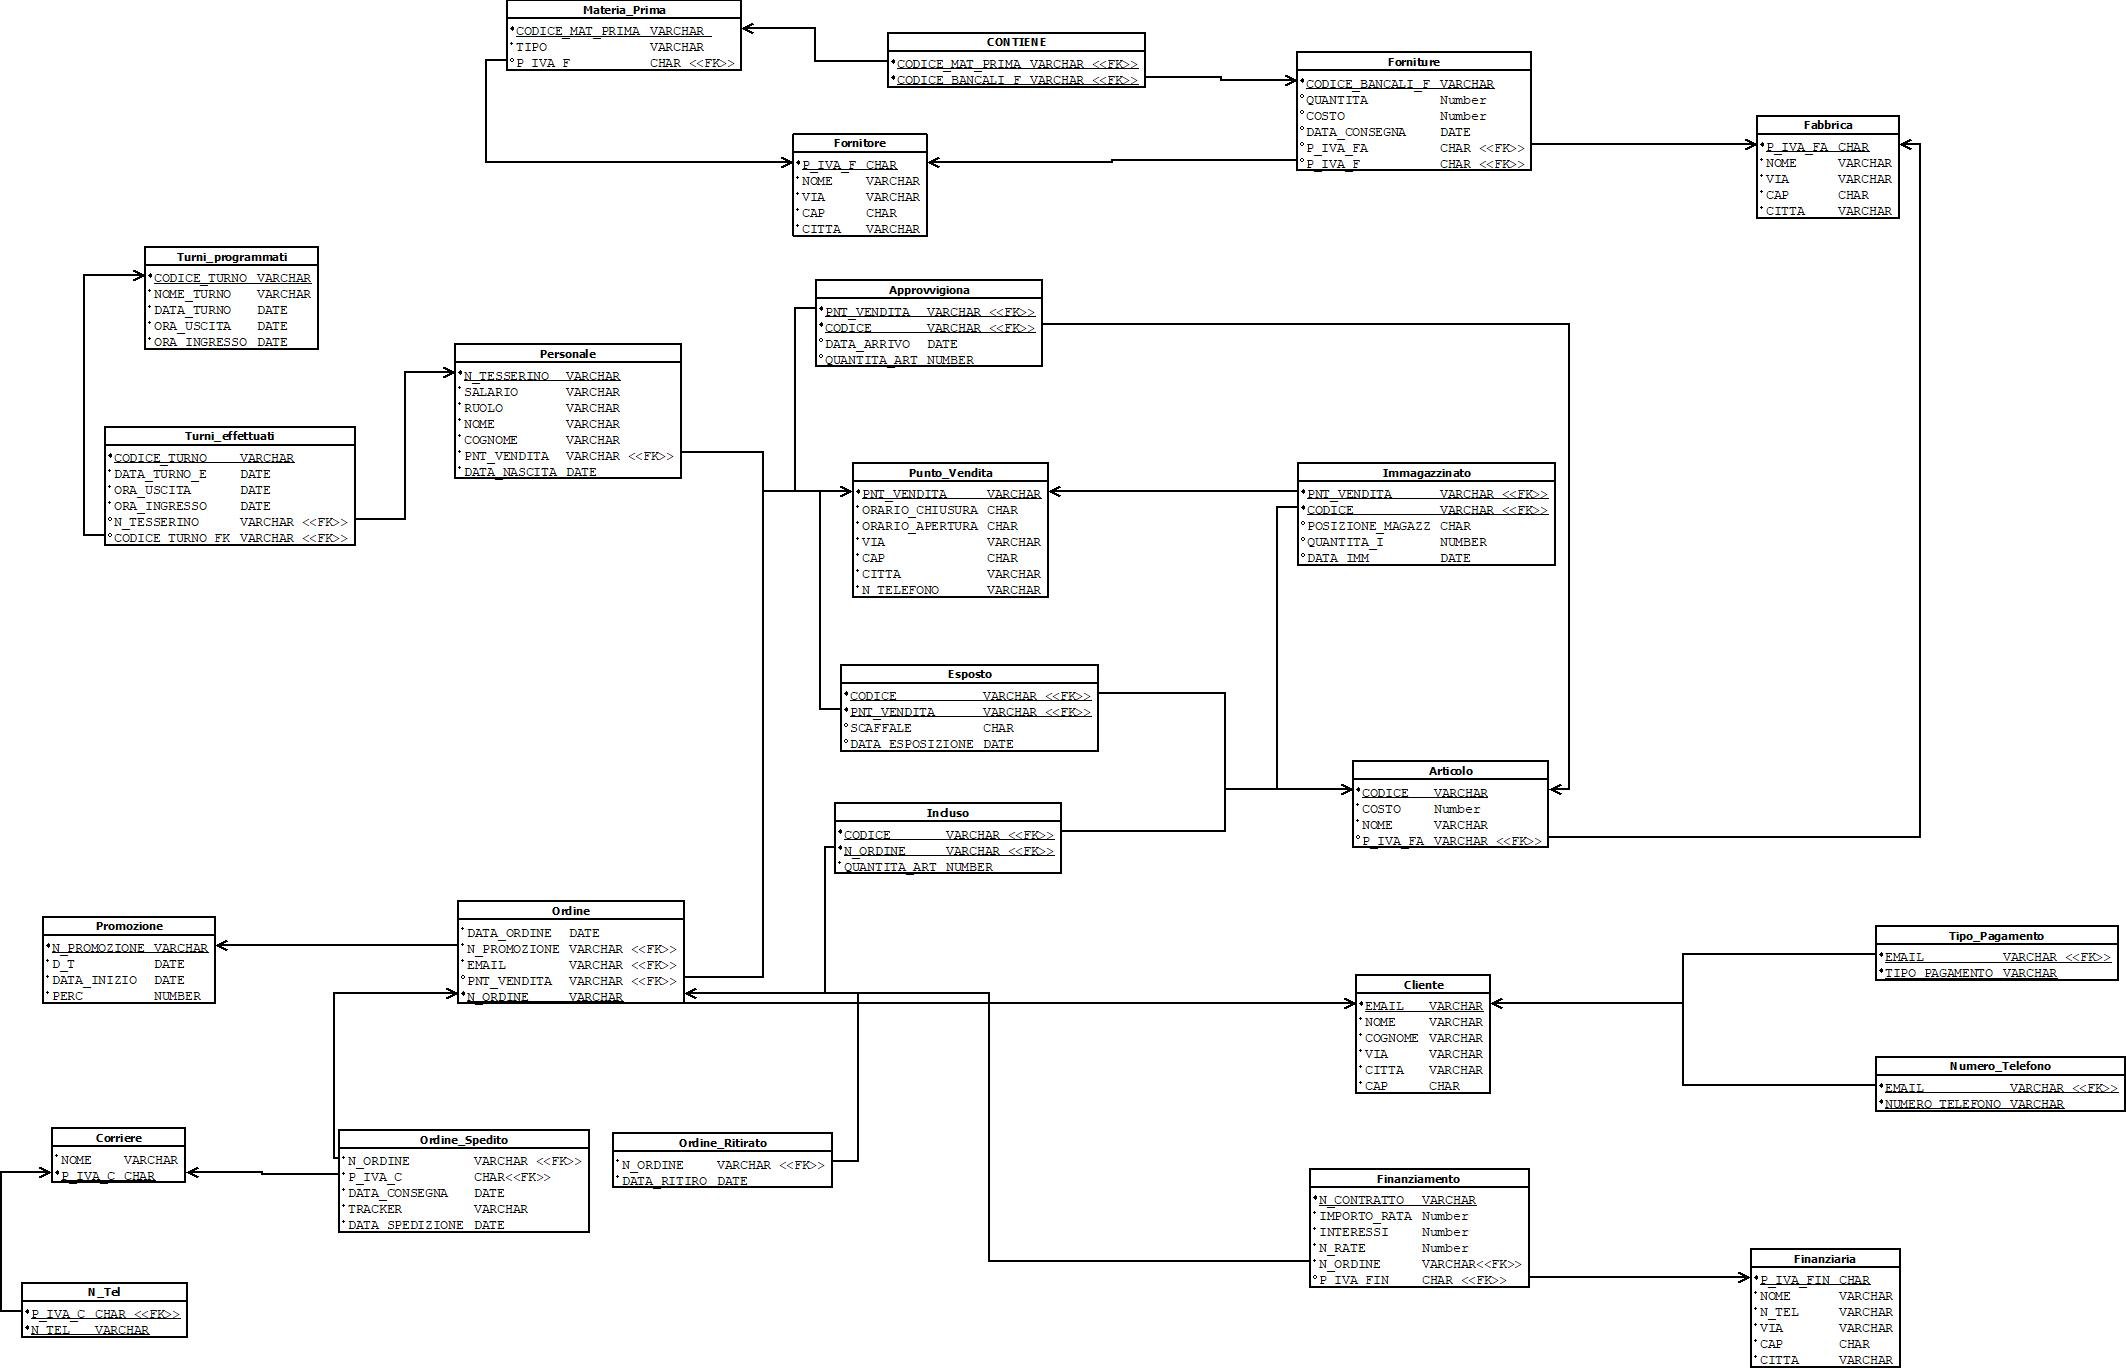 Materia_Prima
CODICE_MAT_PRIMA VARCHAR
TIPO VARCHAR
P_IVA_F CHAR <<FK>>
CONTIENE
CODICE_MAT_PRIMA VARCHAR <<FK>>
CODICE_BANCALI_F VARCHAR <<FK>>
Forniture
CODICE_BANCALI_F VARCHAR
QUANTITA Number
COSTO Number
DATA_CONSEGNA DATE
P_IVA_FA CHAR <<FK>>
P_IVA_F CHAR <<FK>>
Fabbrica
P_IVA_FA CHAR
NOME VARCHAR
VIA VARCHAR
CAP CHAR
CITTA VARCHAR
Fornitore
P_IVA_F CHAR
NOME VARCHAR
VIA VARCHAR
CAP CHAR
CITTA VARCHAR
Turni_programmati
CODICE_TURNO VARCHAR
NOME_TURNO VARCHAR
DATA_TURNO DATE
ORA_USCITA DATE
ORA_INGRESSO DATE
Approvvigiona
PNT_VENDITA VARCHAR <<FK>>
CODICE VARCHAR <<FK>>
DATA_ARRIVO DATE
QUANTITA_ART NUMBER
Personale
N_TESSERINO VARCHAR
SALARIO VARCHAR
RUOLO VARCHAR
NOME VARCHAR
COGNOME VARCHAR
PNT_VENDITA VARCHAR <<FK>>
DATA_NASCITA DATE
Turni_effettuati
CODICE_TURNO VARCHAR
DATA_TURNO_E DATE
ORA_USCITA DATE
ORA_INGRESSO DATE
N_TESSERINO VARCHAR <<FK>>
CODICE_TURNO_FK VARCHAR <<FK>>
Punto_Vendita
PNT_VENDITA VARCHAR
ORARIO_CHIUSURA CHAR
ORARIO_APERTURA CHAR
VIA VARCHAR
CAP CHAR
CITTA VARCHAR
N_TELEFONO VARCHAR
Immagazzinato
PNT_VENDITA VARCHAR <<FK>>
CODICE VARCHAR <<FK>>
POSIZIONE_MAGAZZ CHAR
QUANTITA_I NUMBER
DATA_IMM DATE
Esposto
CODICE VARCHAR <<FK>>
PNT_VENDITA VARCHAR <<FK>>
SCAFFALE CHAR
DATA_ESPOSIZIONE DATE
Articolo
CODICE VARCHAR
COSTO Number
NOME VARCHAR
P_IVA_FA VARCHAR <<FK>>
Incluso
CODICE VARCHAR <<FK>>
N_ORDINE VARCHAR <<FK>>
QUANTITA_ART NUMBER
Ordine
DATA_ORDINE DATE
N_PROMOZIONE VARCHAR <<FK>>
EMAIL VARCHAR <<FK>>
PNT_VENDITA VARCHAR <<FK>>
N_ORDINE VARCHAR
Promozione
N_PROMOZIONE VARCHAR
D_T DATE
DATA_INIZIO DATE
PERC NUMBER
Tipo_Pagamento
EMAIL VARCHAR <<FK>>
TIPO_PAGAMENTO VARCHAR
Cliente
EMAIL VARCHAR
NOME VARCHAR
COGNOME VARCHAR
VIA VARCHAR
CITTA VARCHAR
CAP CHAR
Numero_Telefono
EMAIL VARCHAR <<FK>>
NUMERO_TELEFONO VARCHAR
Corriere
NOME VARCHAR
P_IVA_C CHAR
Ordine_Spedito
N_ORDINE VARCHAR <<FK>>
P_IVA_C CHAR<<FK>>
DATA_CONSEGNA DATE
TRACKER VARCHAR
DATA_SPEDIZIONE DATE
Ordine_Ritirato
N_ORDINE VARCHAR <<FK>>
DATA_RITIRO DATE
Finanziamento
N_CONTRATTO VARCHAR
IMPORTO_RATA Number
INTERESSI Number
N_RATE Number
N_ORDINE VARCHAR<<FK>>
P_IVA_FIN CHAR <<FK>>
Finanziaria
P_IVA_FIN CHAR
NOME VARCHAR
N_TEL VARCHAR
VIA VARCHAR
CAP CHAR
CITTA VARCHAR
N_Tel
P_IVA_C CHAR <<FK>>
N_TEL VARCHAR